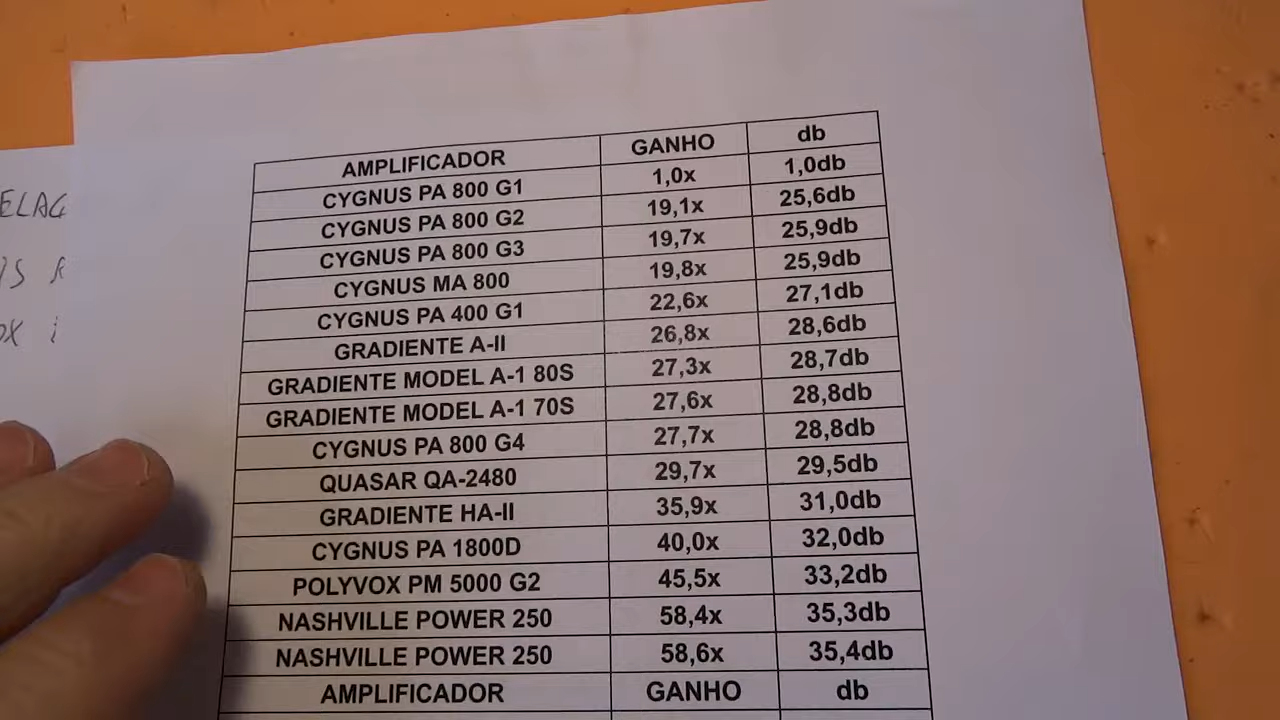 ELAG
AMPLIFICADOR GANHO db
CYGNUS PA 800 G1 1,0x 1,0db
CYGNUS PA 800 G2 19,1x 25,6db
CYGNUS PA 800 G3 19,7x 25,9db
CYGNUS MA 800 19,8x 25,9db
CYGNUS PA 400 G1 22,6x 27,1db
GRADIENTE A-II 26,8x 28,6db
GRADIENTE MODEL A-1 80S 27,3x 28,7db
GRADIENTE MODEL A-1 70S 27,6x 28,8db
CYGNUS PA 800 G4 27,7x 28,8db
QUASAR QA-2480 29,7x 29,5db
GRADIENTE HA-II 35,9x 31,0db
CYGNUS PA 1800D 40,0x 32,0db
POLYVOX PM 5000 G2 45,5x 33,2db
NASHVILLE POWER 250 58,4x 35,3db
NASHVILLE POWER 250 58,6x 35,4db
AMPLIFICADOR GANHO db